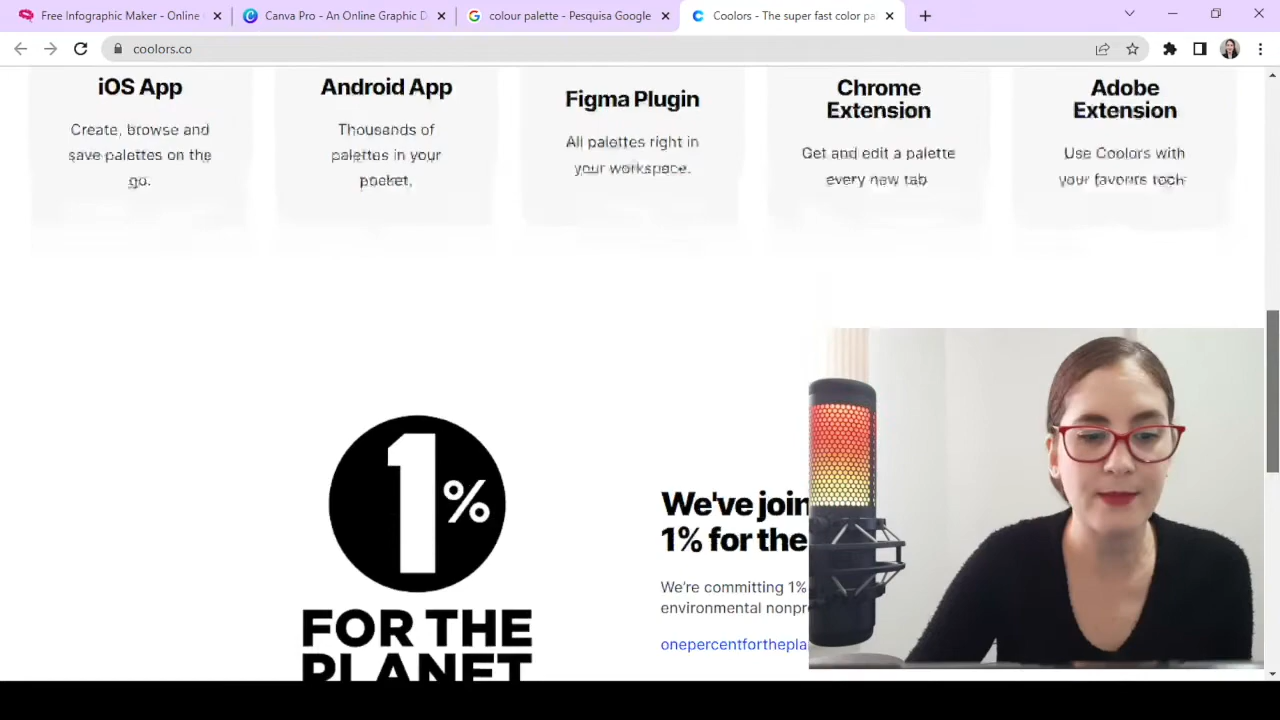 Free Infographic Maker - Online
Canva Pro - An Online Graphic D
colour palette - Pesquisa Google
Coolors - The super fast color pa
coolors.co
iOS App
Create, browse and
save palettes on the
go.
Android App
Thousands of
palettes in your
pocket.
Figma Plugin
All palettes right in
your workspace.
Chrome
Extension
Get and edit a palette
every new tab
Adobe
Extension
Use Coolors with
your favourite tools
1%
FOR THE
PLANET
We've join
1% for the
We're committing 1%
environmental nonpr
onepercentforthepla